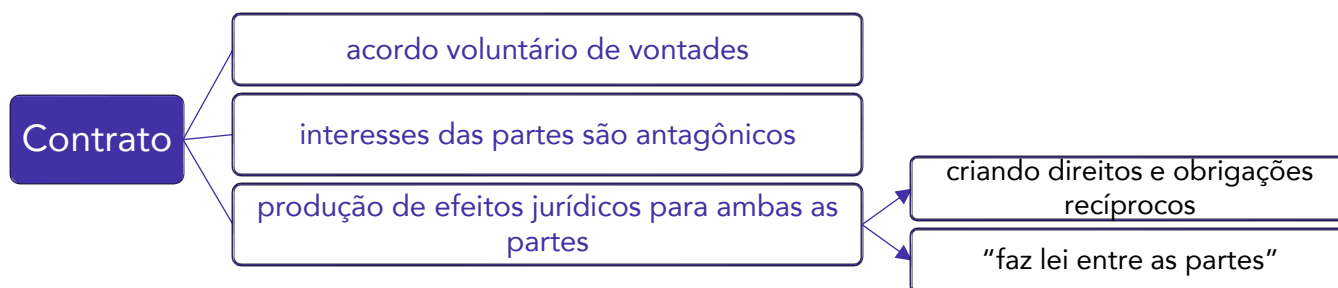 acordo voluntário de vontades
Contrato
interesses das partes são antagônicos
produção de efeitos jurídicos para ambas as
partes
criando direitos e obrigações
recíprocos
“faz lei entre as partes”